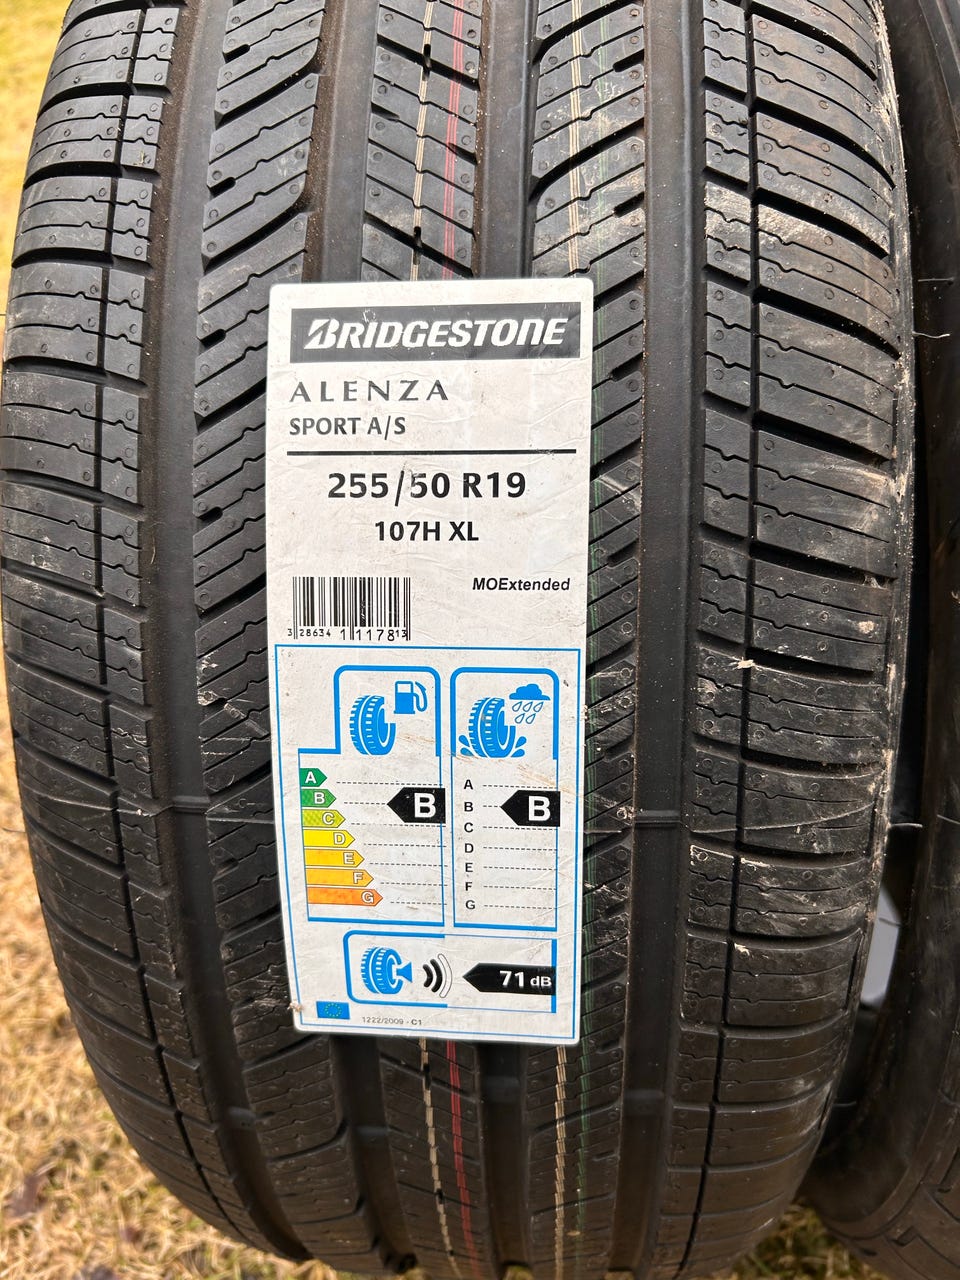 BRIDGESTONE
ALENZA
SPORT A/S
255/50 R19
107H XL
MOExtended
3 286341 117813
A
B
C
D
E
F
G
B
A
B
C
D
E
F
G
B
71 dB
1222/2009 - C1